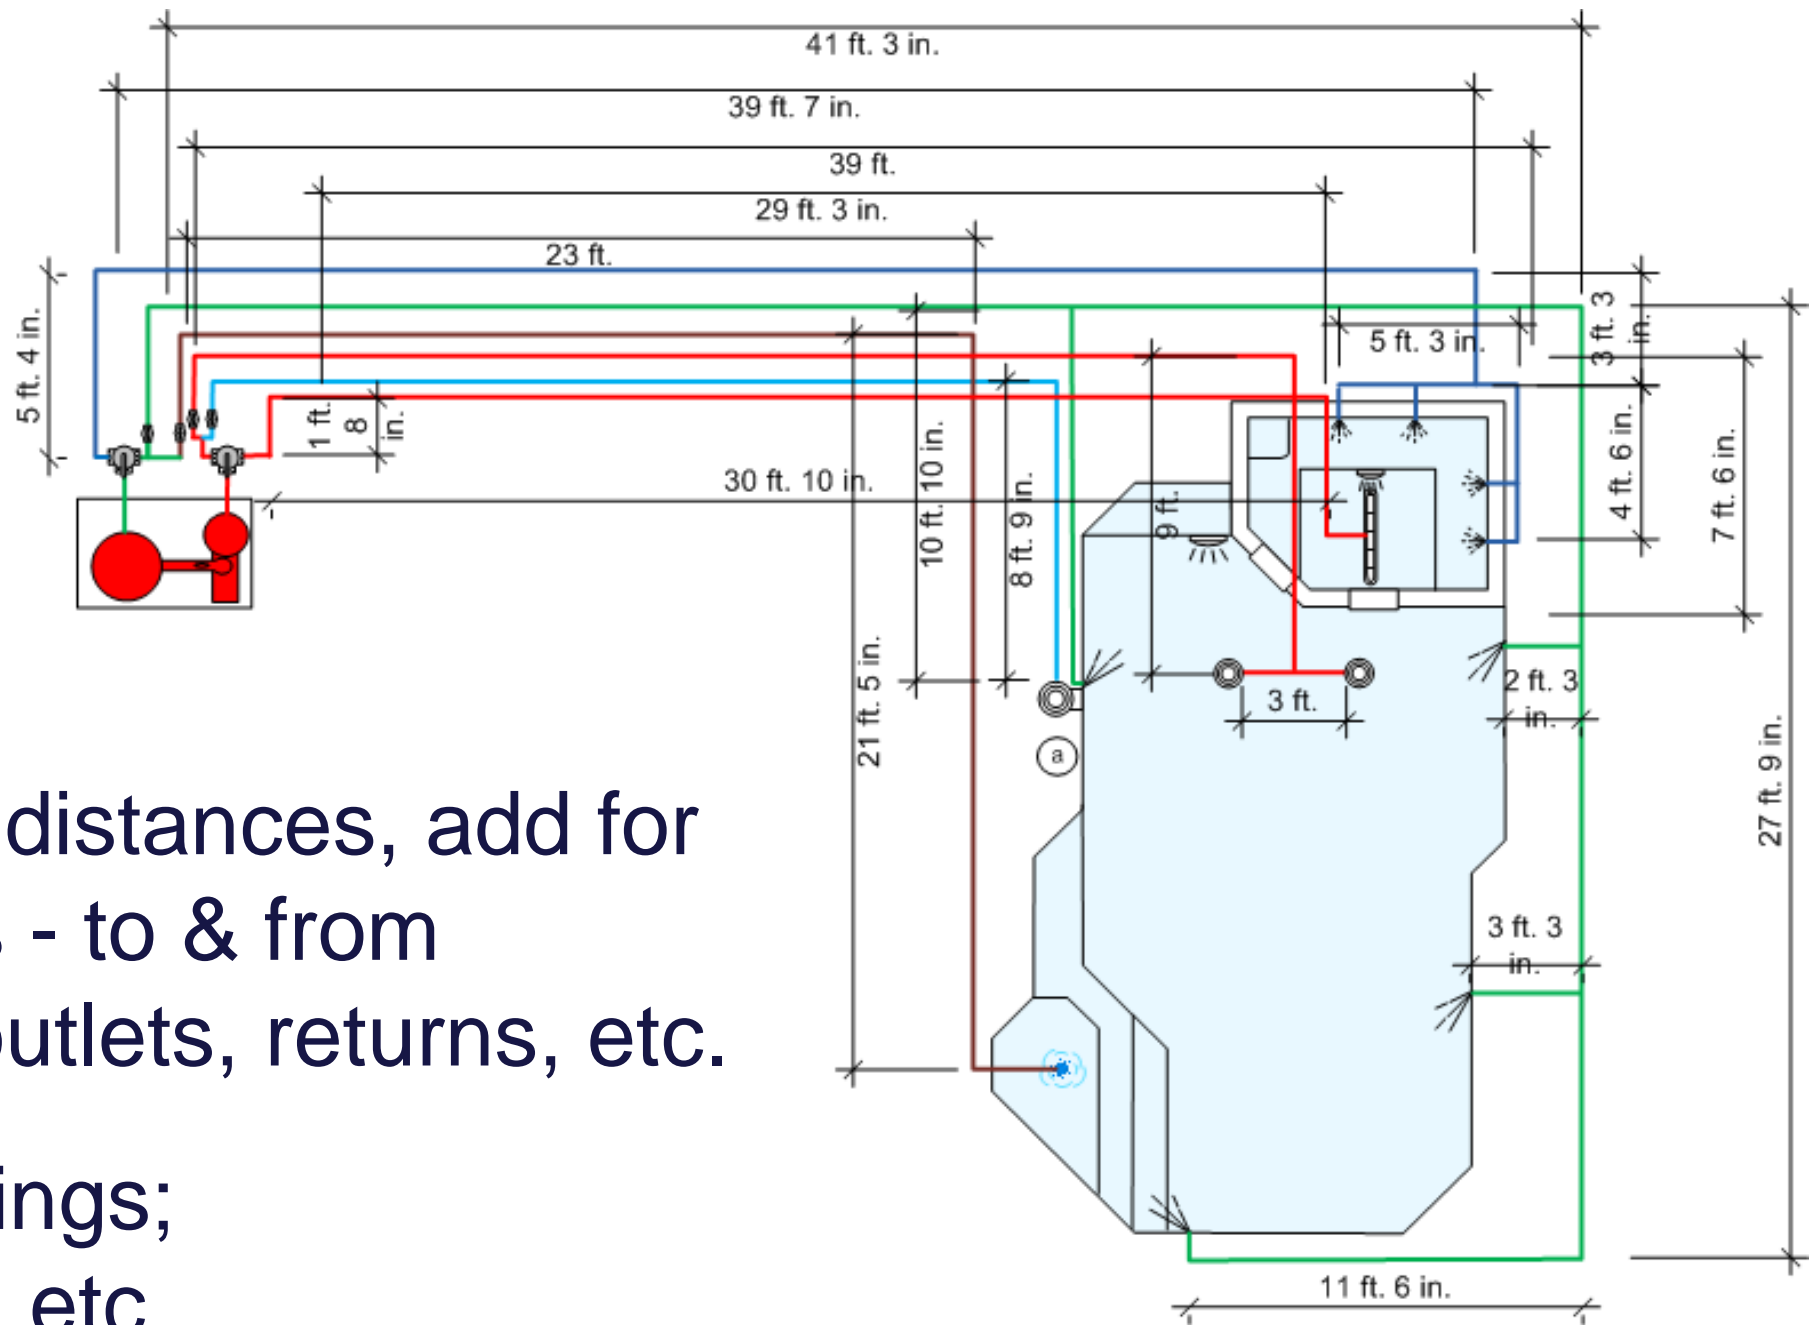 41 ft. 3 in.
39 ft. 7 in.
39 ft.
29 ft. 3 in.
23 ft.
5 ft. 4 in.
1 ft.
8
in.
30 ft. 10 in.
10 ft. 10 in.
8 ft. 9 in.
9 ft.
21 ft. 5 in.
5 ft. 3 in.
3 ft. 3
in.
4 ft. 6 in.
7 ft. 6 in.
3 ft.
2 ft. 3
in.
a
27 ft. 9 in.
3 ft. 3
in.
11 ft. 6 in.
distances, add for
- to & from
outlets, returns, etc.
ings;
etc